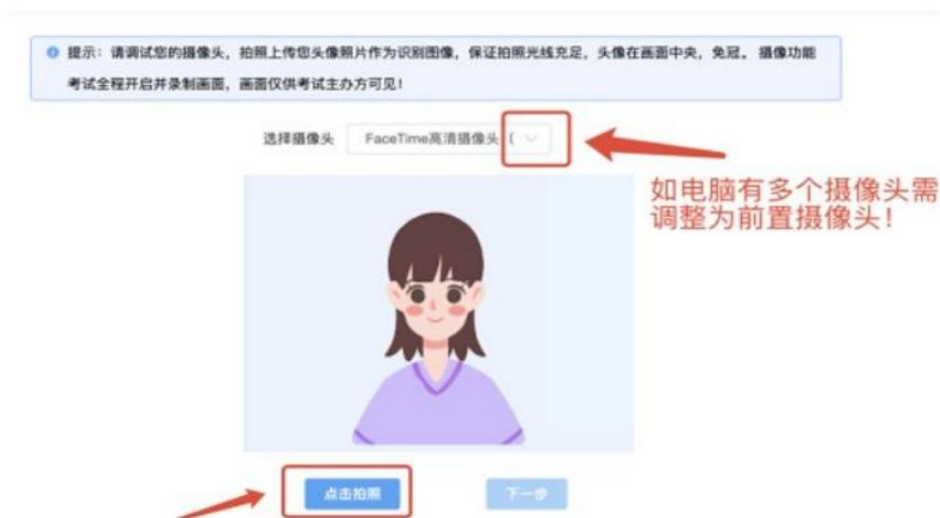 提示：请调试您的摄像头，拍照上传您头像照片作为识别图像，保证拍照光线充足，头像在画面中央，免冠。摄像功能
考试全程开启并录制画面，画面仅供考试主办方可见！
选择摄像头 FaceTime高清摄像头（
如电脑有多个摄像头需
调整为前置摄像头！
点击拍照 下一步